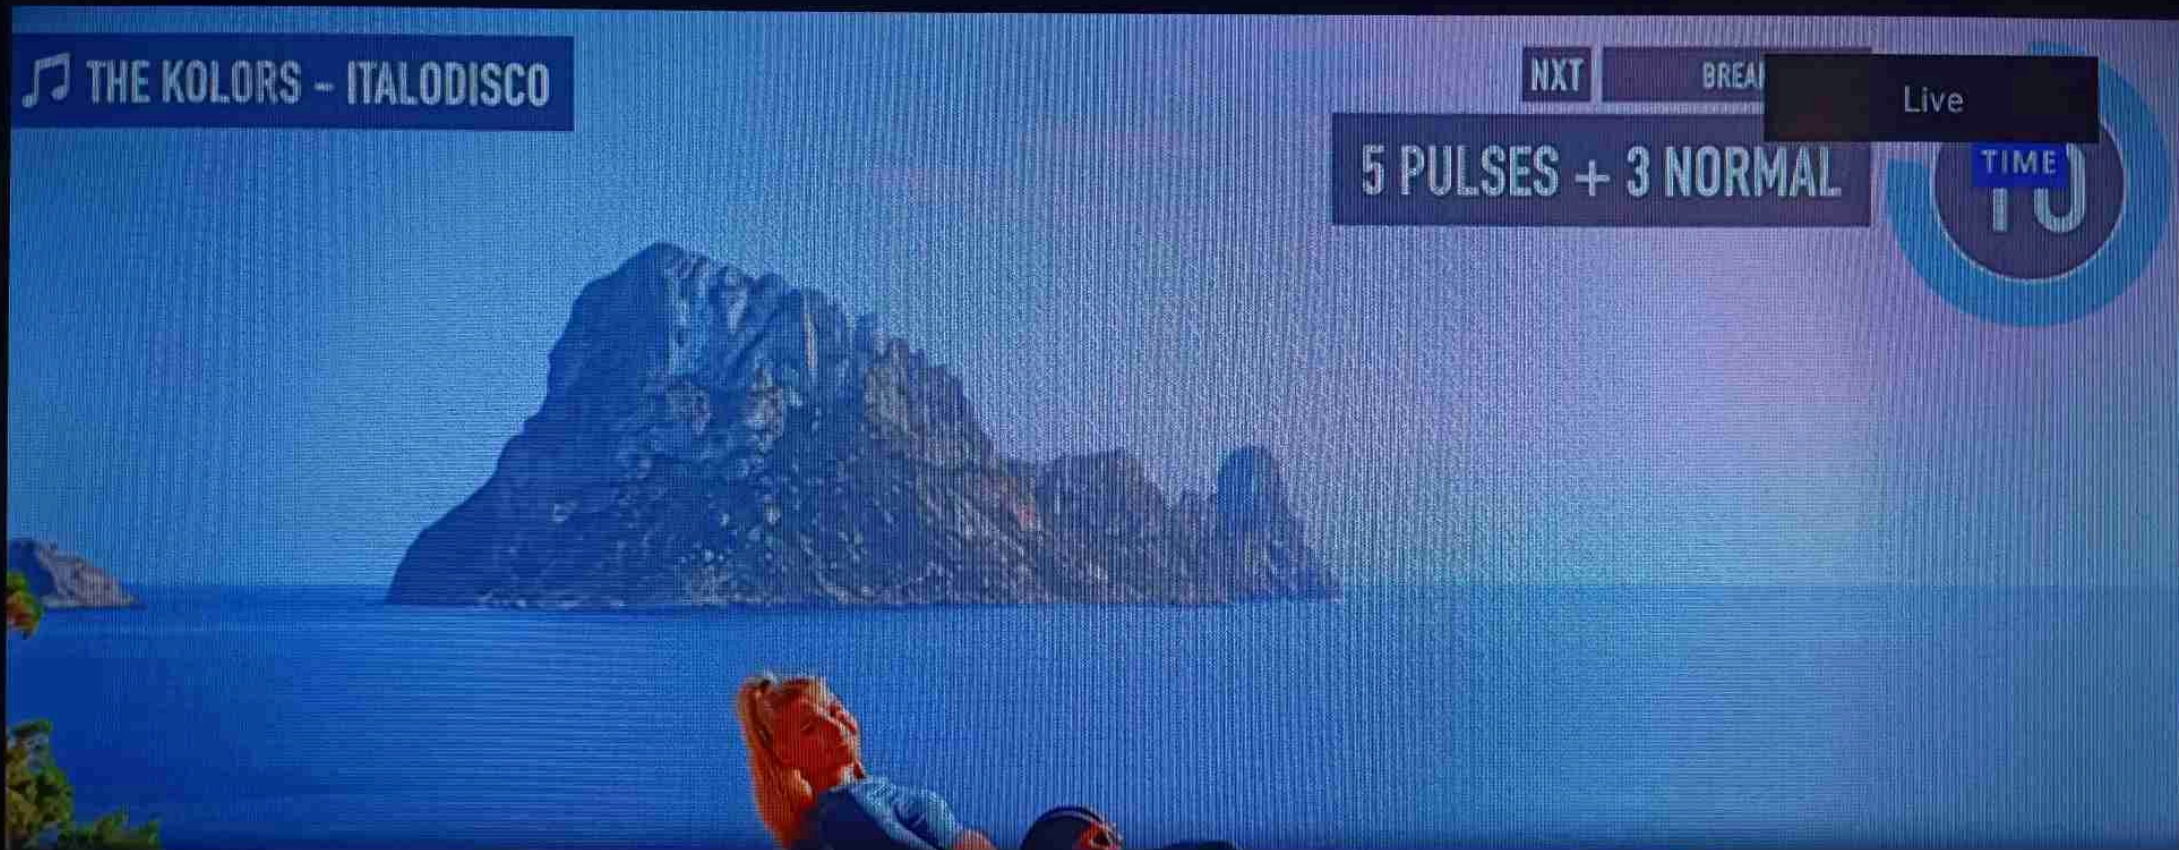 THE KOLORS - ITALODISCO
NXT
Live
5 PULSES + 3 NORMAL
TIME